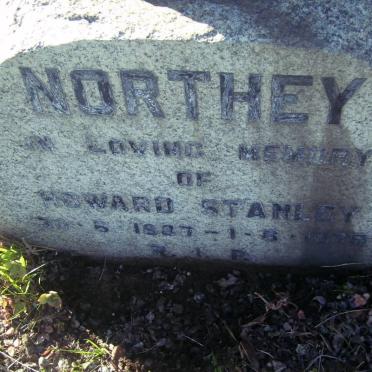 NORTHEY
IN LOVING MEMORY
OF
HOWARD STANLEY
R.I.P.